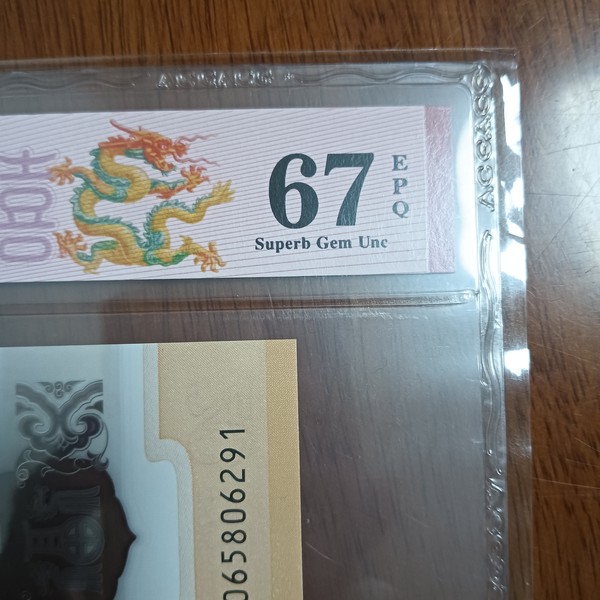 67
EPQ
Superb Gem Unc
065806291